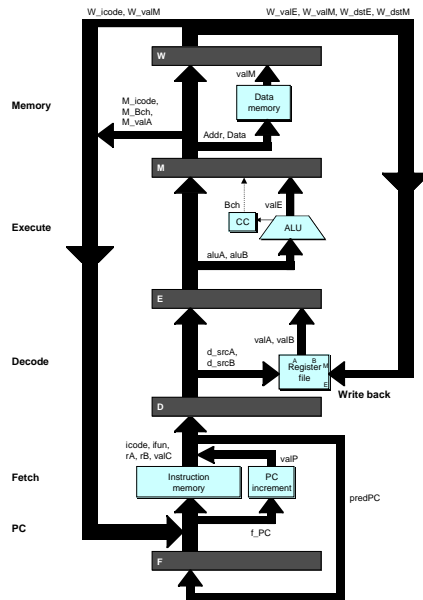 W_icode, W_valM
W_valE, W_valM, W_dstE, W_dstM
W
valM
Memory
M_icode,
M_Bch,
M_valA
Data
memory
Addr, Data
M
Bch
valE
Execute
CC
ALU
aluA, aluB
E
valA, valB
Decode
d_srcA,
d_srcB
A B
M
Register
file
E
Write back
D
icode, ifun,
rA, rB, valC
valP
Fetch
Instruction
memory
PC
increment
predPC
PC
f_PC
F